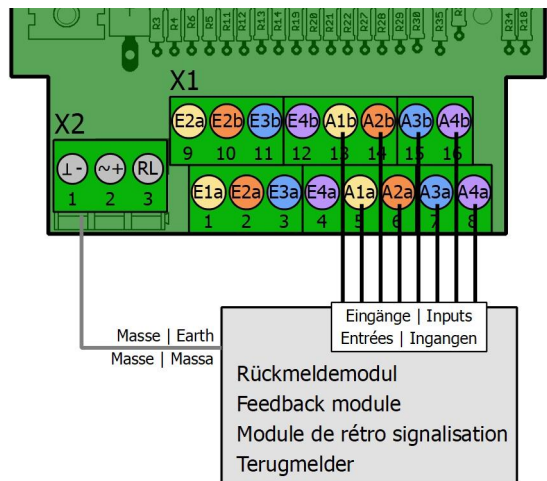 R3 R4 R6 R5 R11 R12 R13 R14 R19 R20 R21 R22 R27 R28 R29 R30 R35 R34 R18
X1
X2
E2a E2b E3b E4b A1b A2b A3b A4b
9 10 11 12 13 14 15 16
⊥- ~+ RL
1 2 3
E1a E2a E3a E4a A1a A2a A3a A4a
1 2 3 4 5 6 7 8
Eingänge | Inputs
Entrées | Ingangen
Masse | Earth
Masse | Massa
Rückmeldemodul
Feedback module
Module de rétro signalisation
Terugmelder